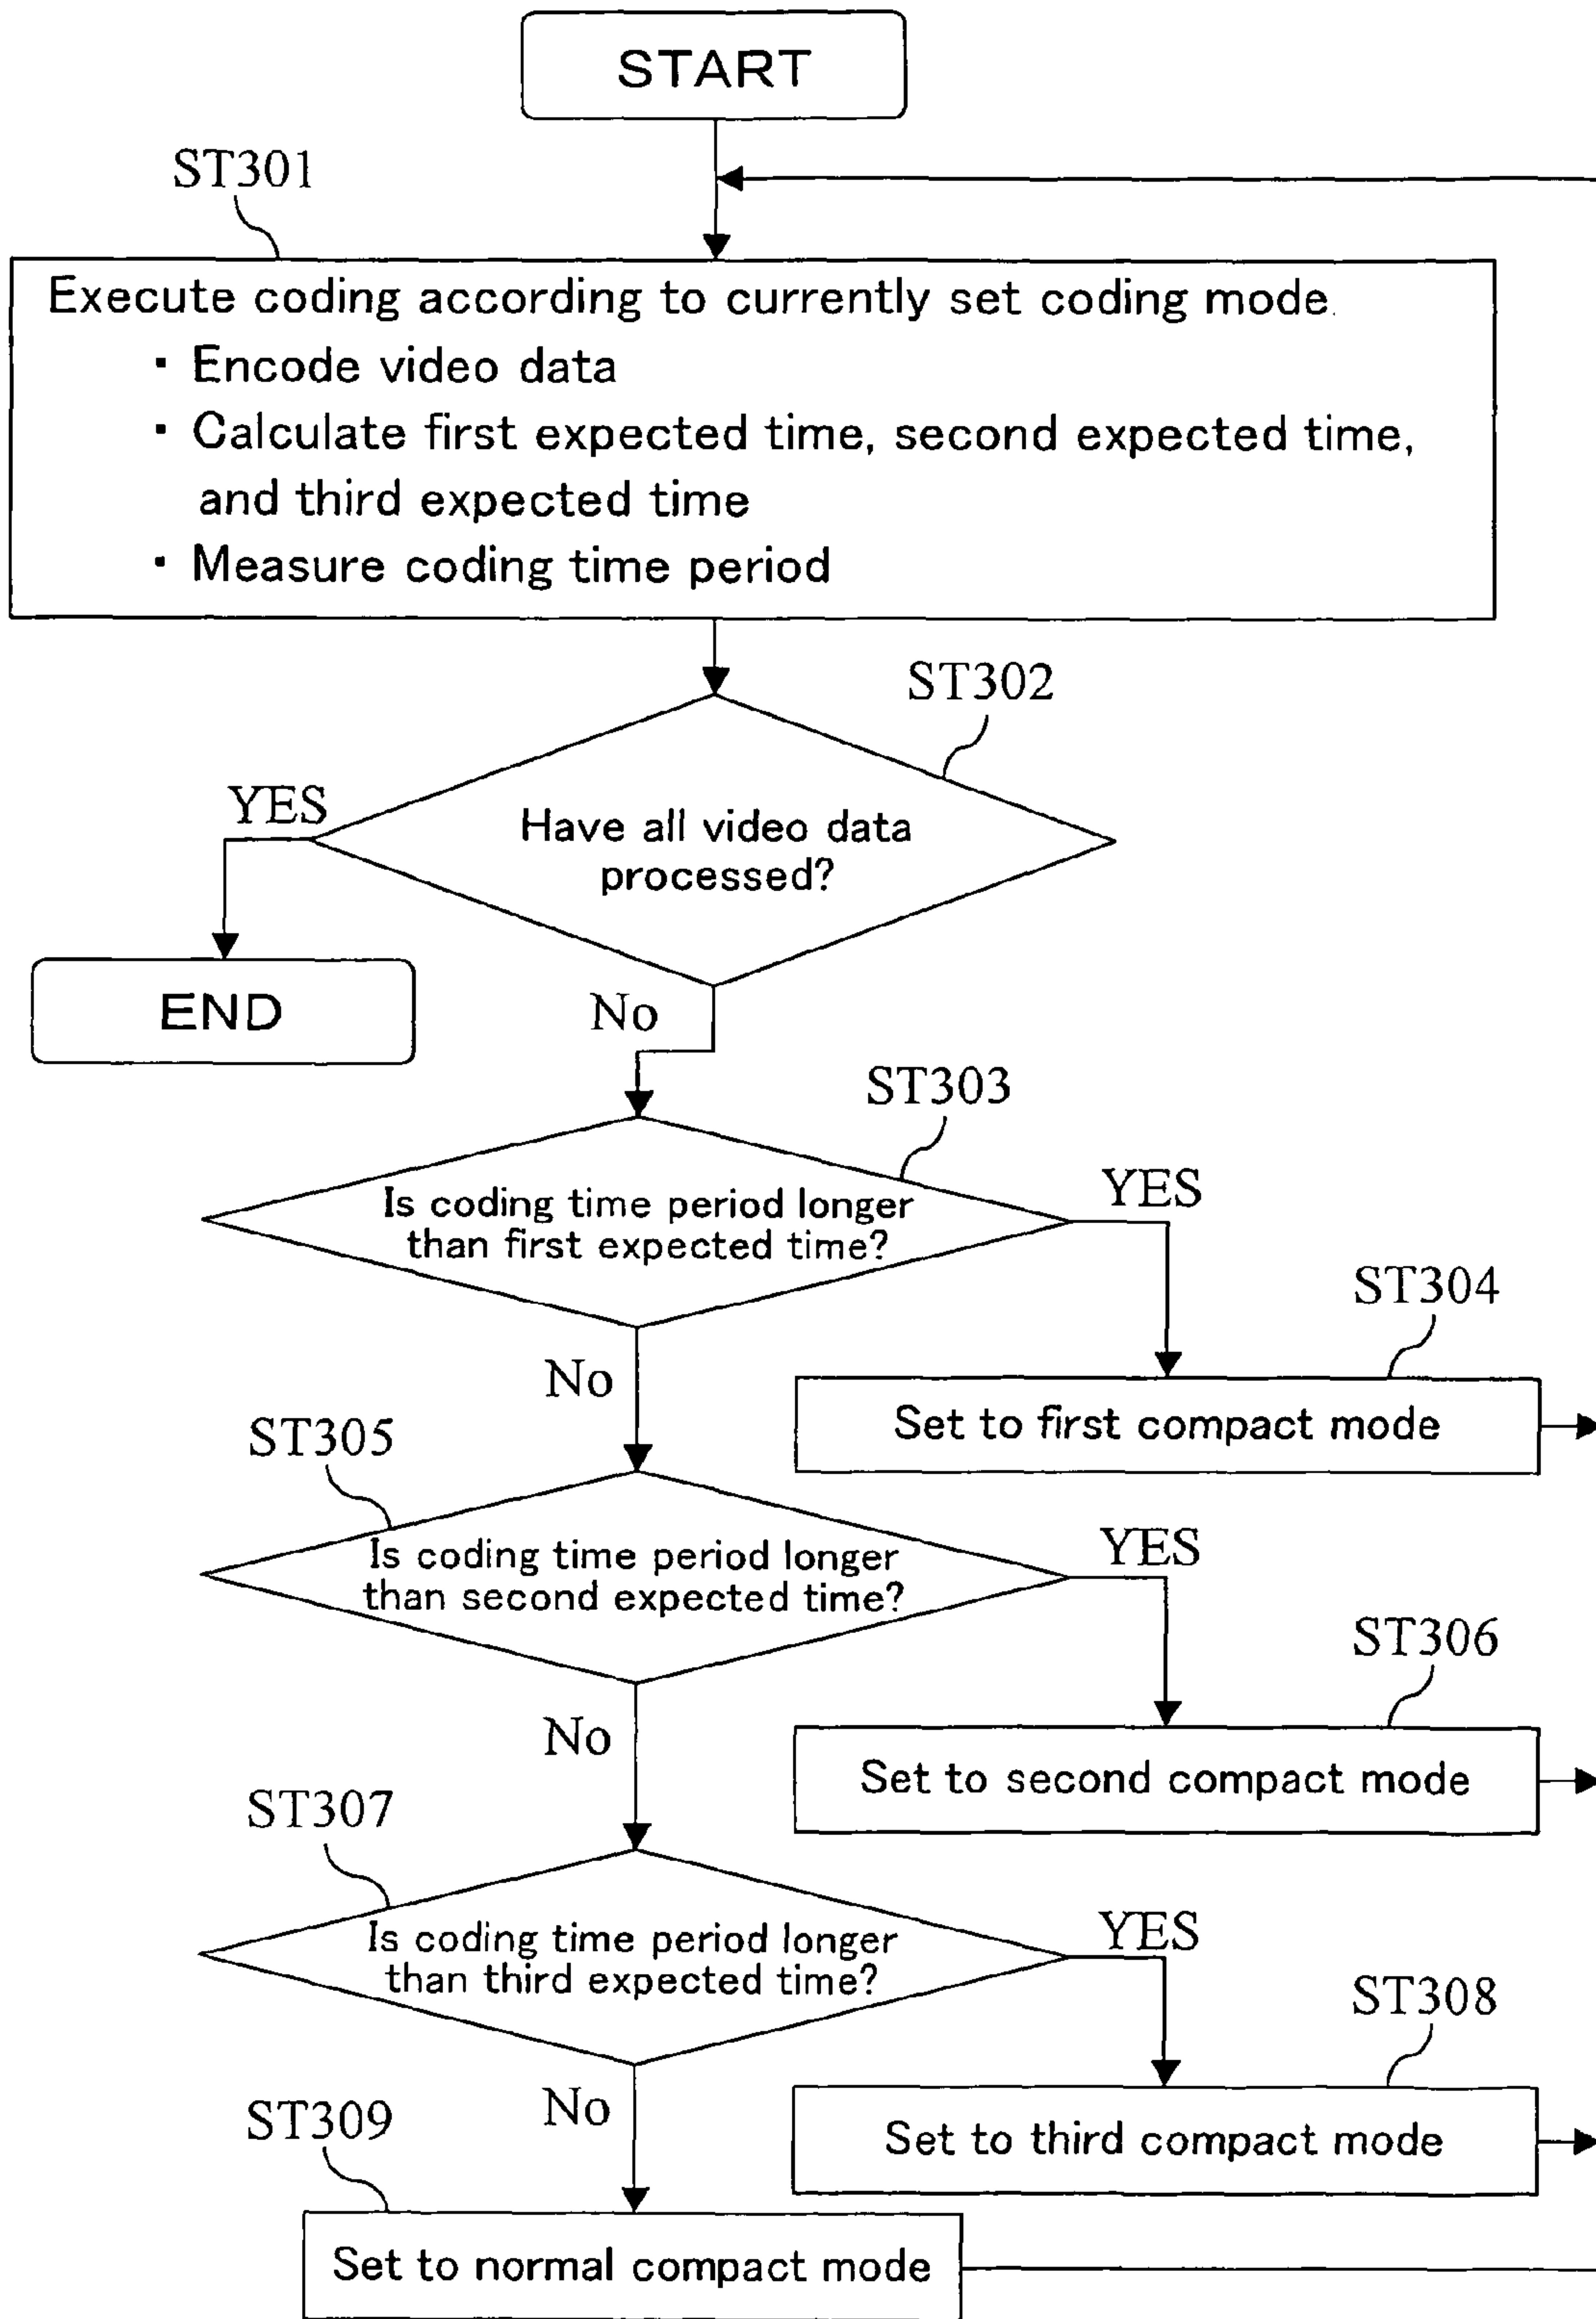 START
ST301
Execute coding according to currently set coding mode.
・ Encode video data
・ Calculate first expected time, second expected time,
and third expected time
・ Measure coding time period
ST302
YES
Have all video data
processed?
END
No
ST303
YES
Is coding time period longer
than first expected time?
ST304
No
Set to first compact mode
ST305
YES
Is coding time period longer
than second expected time?
ST306
No
Set to second compact mode
ST307
YES
Is coding time period longer
than third expected time?
ST308
No
ST309
Set to third compact mode
Set to normal compact mode